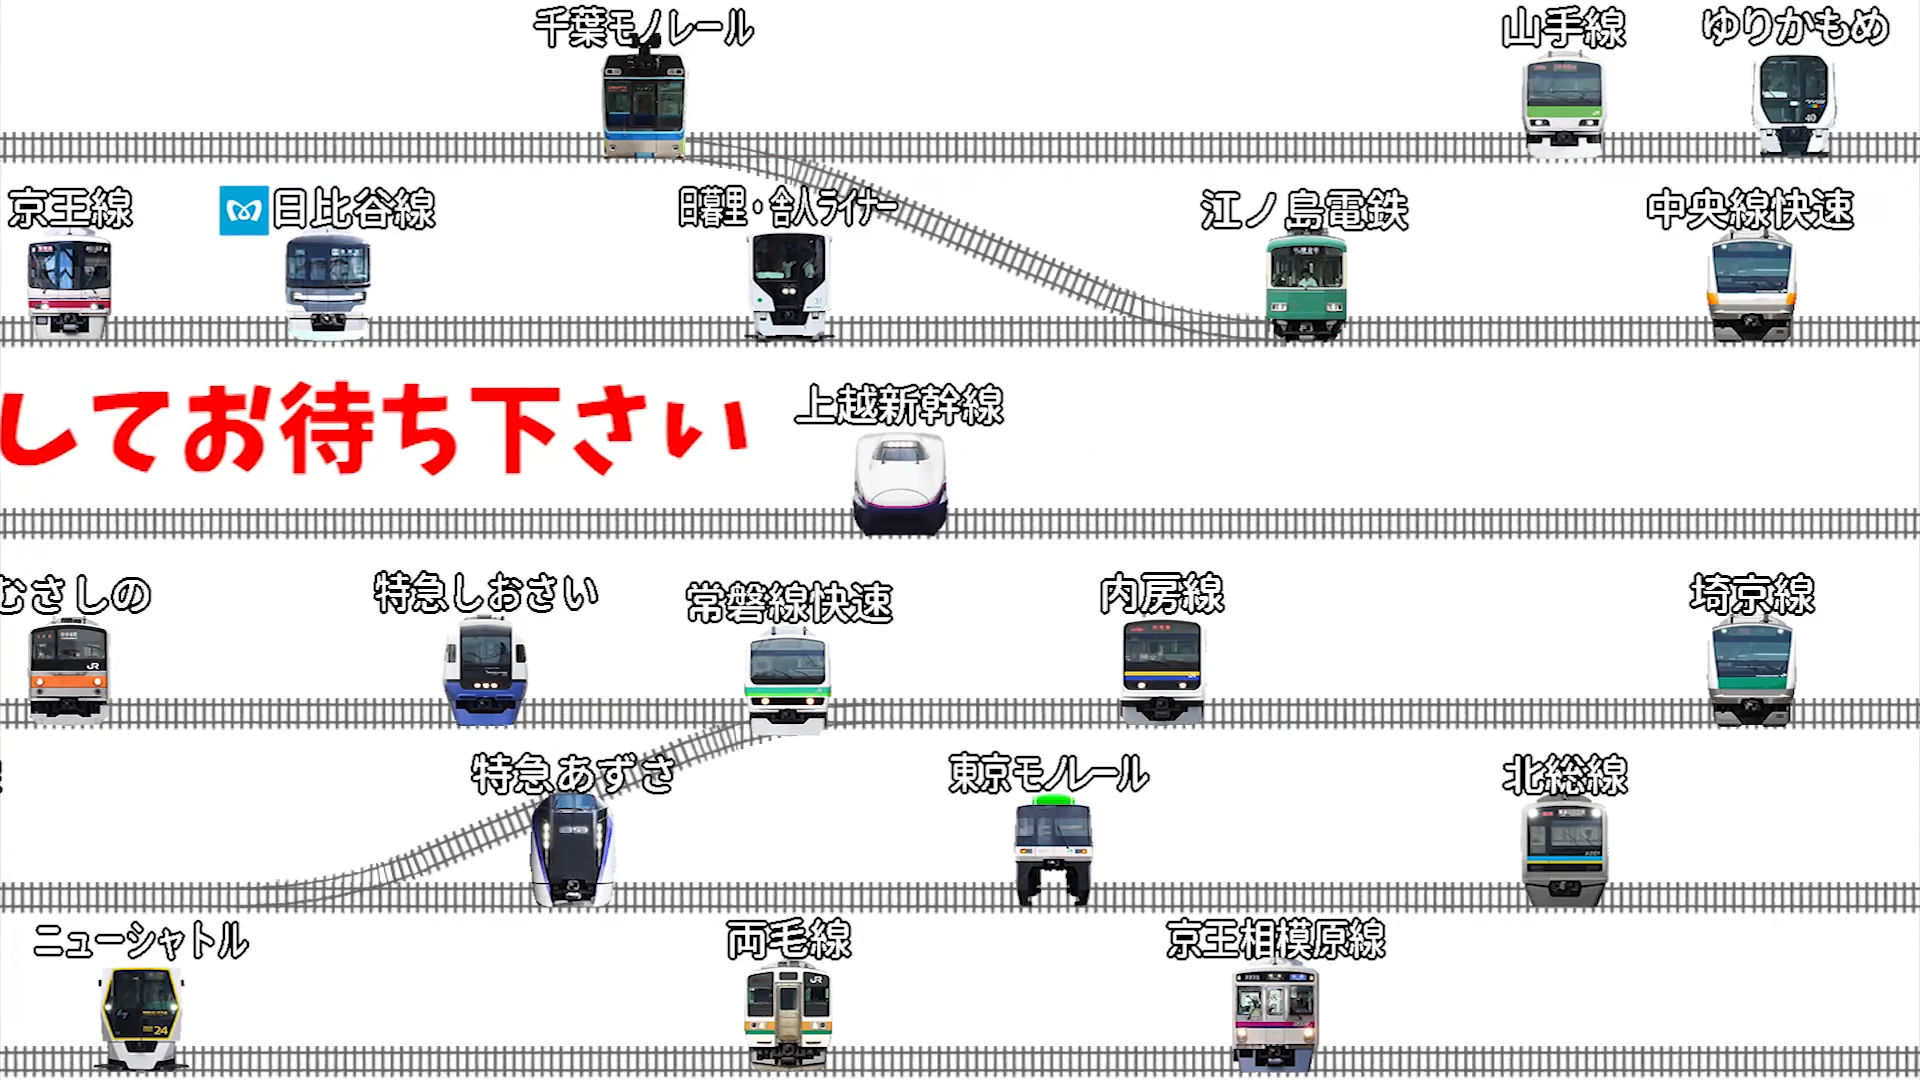 千葉モノレール
山手線
ゆりかもめ
40
京王線
日比谷線
日暮里・舎人ライナー
江ノ島電鉄
中央線快速
31
してお待ち下さい
上越新幹線
むさしの
特急しおさい
常磐線快速
内房線
埼京線
JR
特急あずさ
東京モノレール
北総線
ニューシャトル
両毛線
京王相模原線
24
JR